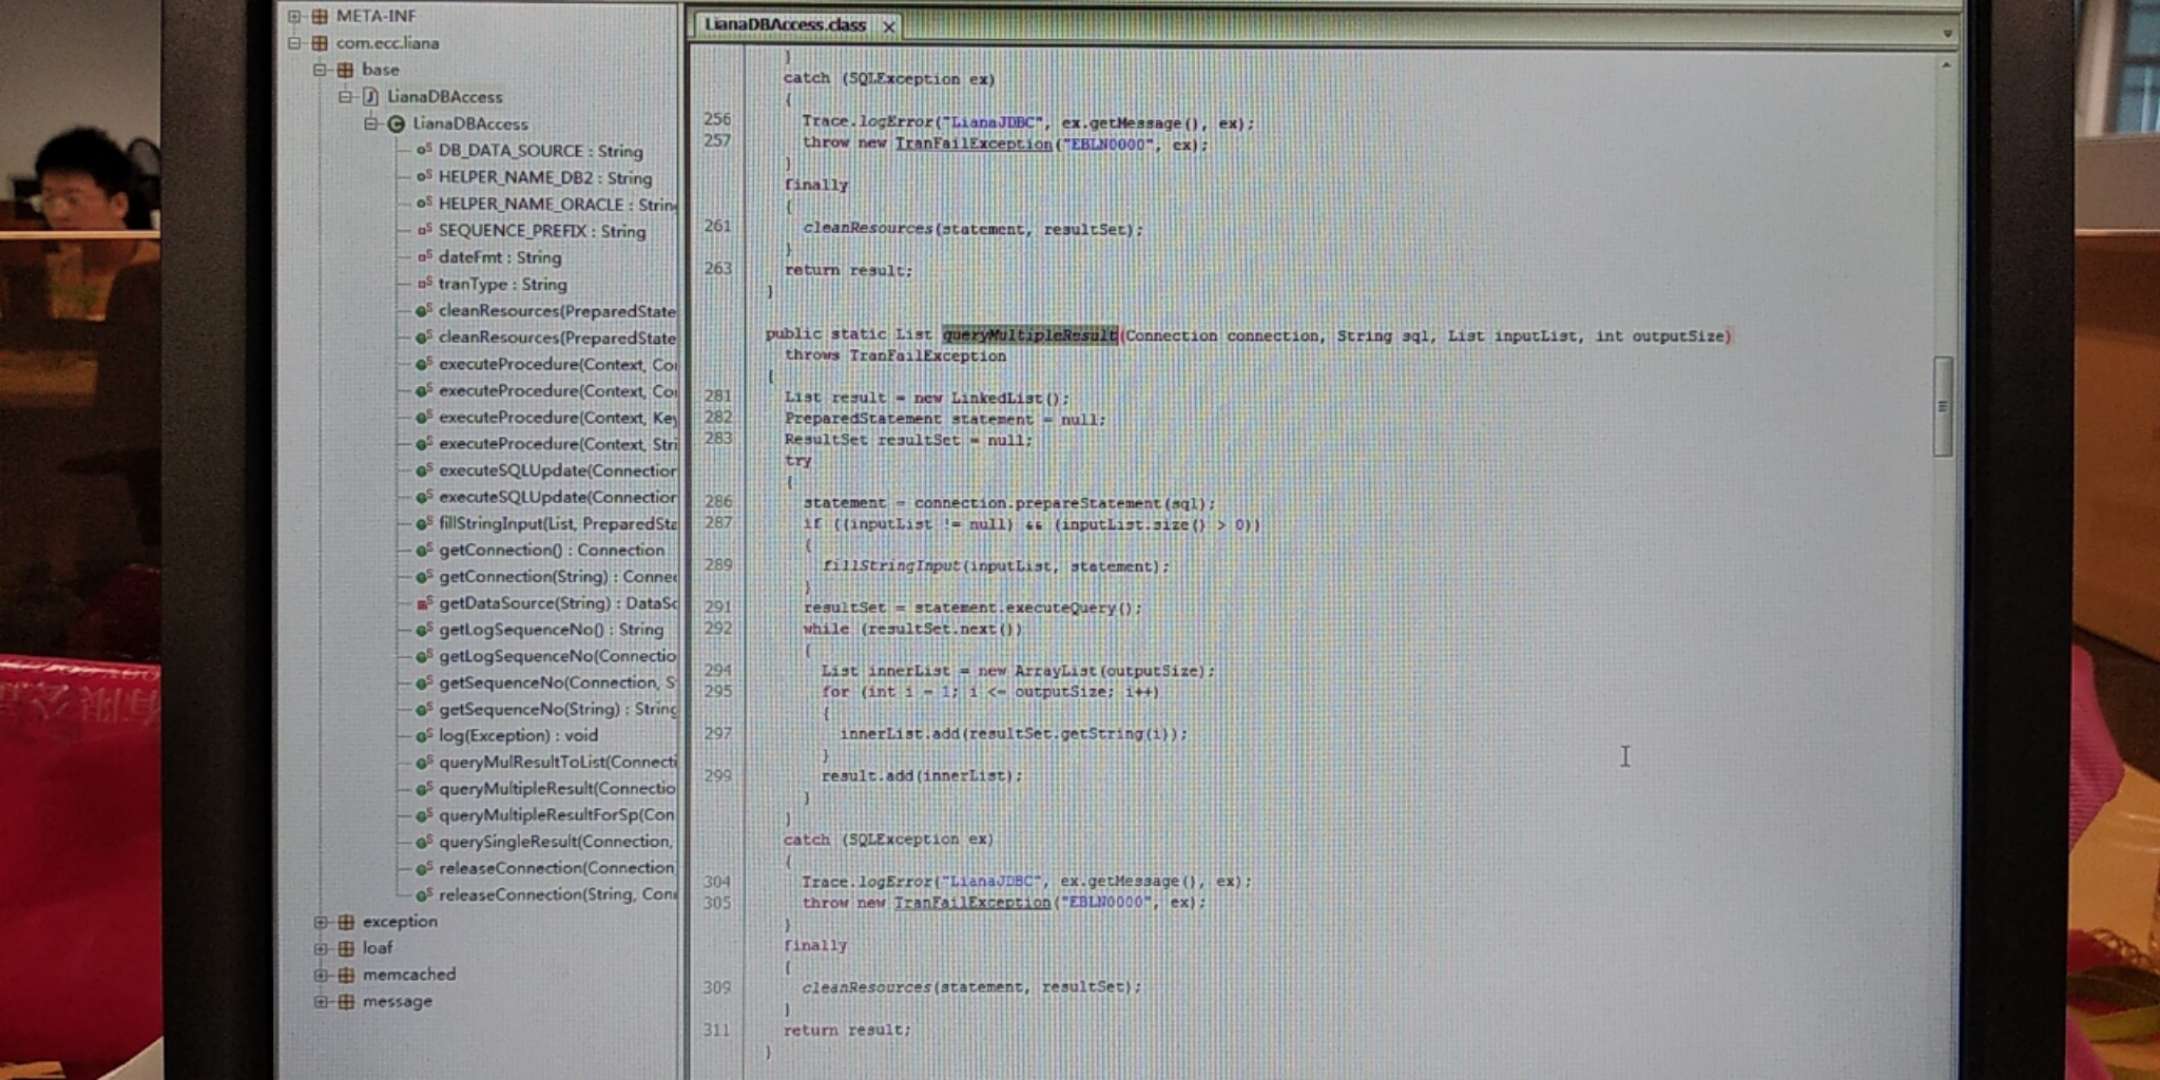 META-INF
com.ecc.liana
base
LianaDBAccess
LianaDBAccess
DB_DATA_SOURCE : String
HELPER_NAME_DB2 : String
HELPER_NAME_ORACLE : String
SEQUENCE_PREFIX : String
dateFmt : String
tranType : String
cleanResources(PreparedState
cleanResources(PreparedState
executeProcedure(Context, Co
executeProcedure(Context, Co
executeProcedure(Context, Key
executeProcedure(Context, Stri
executeSQLUpdate(Connection
executeSQLUpdate(Connection
fillStringInput(List, PreparedSta
getConnection() : Connection
getConnection(String) : Connec
getDataSource(String) : DataSo
getLogSequenceNo() : String
getLogSequenceNo(Connectio
getSequenceNo(Connection, S
getSequenceNo(String) : String
log(Exception) : void
queryMulResultToList(Connecti
queryMultipleResult(Connectio
queryMultipleResultForSp(Con
querySingleResult(Connection,
releaseConnection(Connection
releaseConnection(String, Con
exception
loaf
memcached
message
LianaDBAccess.class
}
catch (SQLException ex)
{
256 Trace.logError("LianaJDBC", ex.getMessage(), ex);
257 throw new TranFailException("EBLN0000", ex);
}
finally
{
261 cleanResources(statement, resultSet);
}
263 return result;
}
public static List queryMultipleResult(Connection connection, String sql, List inputList, int outputSize)
throws TranFailException
{
281 List result = new LinkedList();
282 PreparedStatement statement = null;
283 ResultSet resultSet = null;
try
{
286 statement = connection.prepareStatement(sql);
287 if ((inputList != null) && (inputList.size() > 0))
{
289 fillStringInput(inputList, statement);
}
291 resultSet = statement.executeQuery();
292 while (resultSet.next())
{
294 List innerList = new ArrayList(outputSize);
295 for (int i = 1; i <= outputSize; i++)
{
297 innerList.add(resultSet.getString(i));
}
299 result.add(innerList);
}
}
catch (SQLException ex)
{
304 Trace.logError("LianaJDBC", ex.getMessage(), ex);
305 throw new TranFailException("EBLN0000", ex);
}
finally
{
309 cleanResources(statement, resultSet);
}
311 return result;
}